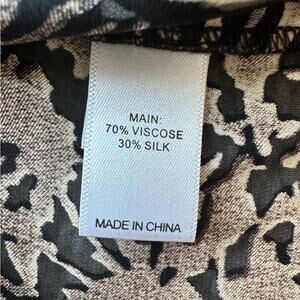 MAIN:
70% VISCOSE
30% SILK
MADE IN CHINA